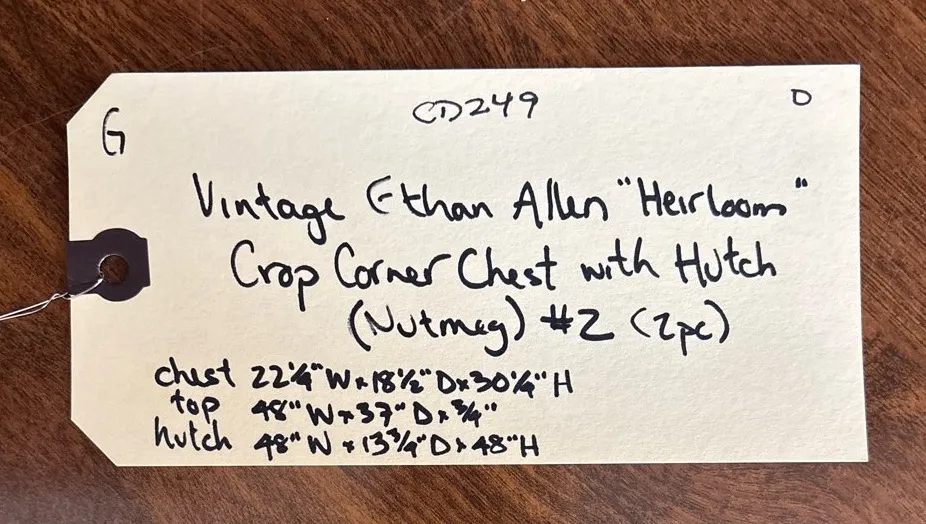 G CD249 D
Vintage Ethan Allen "Heirloom"
Crop Corner Chest with Hutch
(Nutmeg) #2 (2pc)
chest 22¼" W x 18½" D x 30¼" H
top 48" W x 37" D x ¾"
hutch 48" W x 13¾" D x 48" H